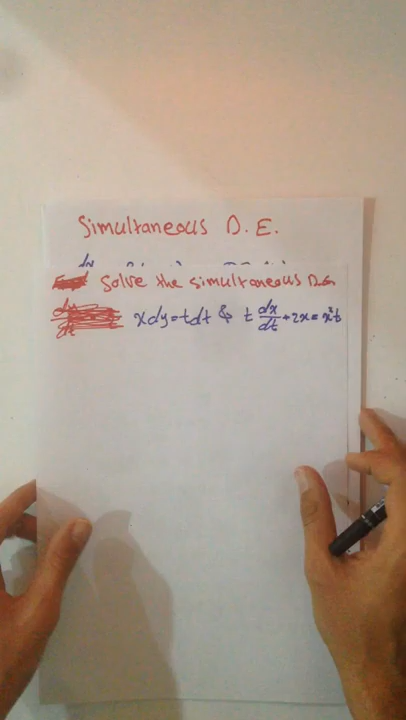 Simultaneous D.E.
Solve the simultaneous D.E.
xdy=tdt & t dx/dt +2x= x²t